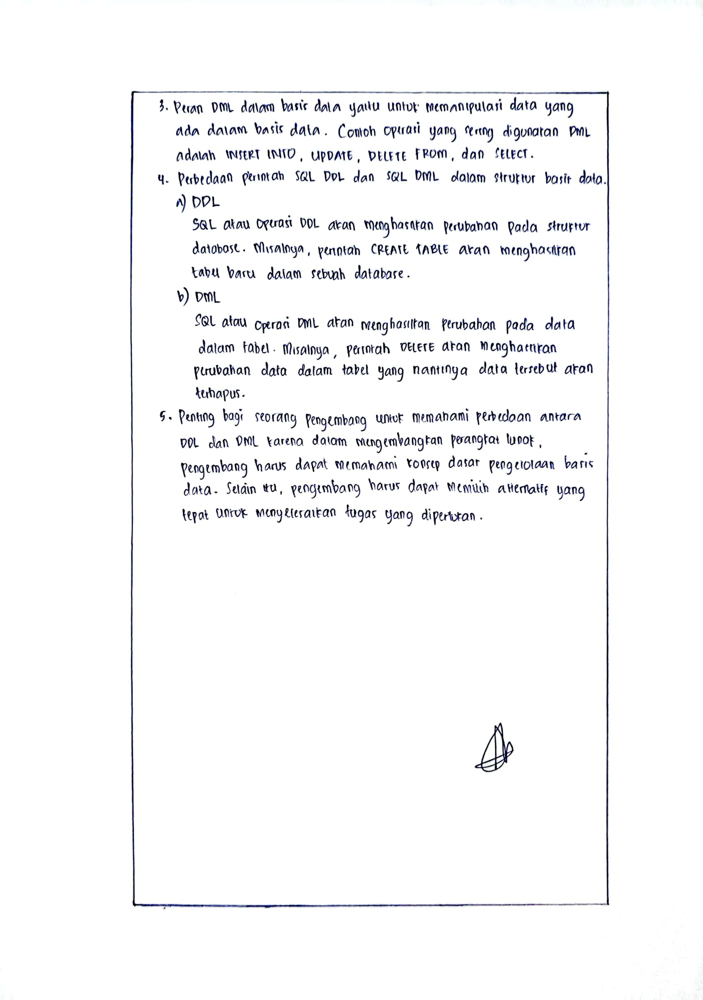 3. Peran DML dalam basis data yaitu untuk memanipulasi data yang
ada dalam basis data. Contoh operasi yang sering digunakan DML
adalah INSERT INTO, UPDATE, DELETE FROM, dan SELECT.
4. Perbedaan perintah SQL DDL dan SQL DML dalam struktur basis data.
a) DDL
SQL atau operasi DDL akan menghasilkan perubahan pada struktur
database. Misalnya, perintah CREATE TABLE akan menghasilkan
tabel baru dalam sebuah database.
b) DML
SQL atau operasi DML akan menghasilkan perubahan pada data
dalam tabel. Misalnya, perintah DELETE akan menghasilkan
perubahan data dalam tabel yang nantinya data tersebut akan
terhapus.
5. Penting bagi seorang pengembang untuk memahami perbedaan antara
DDL dan DML karena dalam mengembangkan perangkat lunak,
pengembang harus dapat memahami konsep dasar pengelolaan basis
data. Selain itu, pengembang harus dapat memilih alternatif yang
tepat untuk menyelesaikan tugas yang diperlukan.